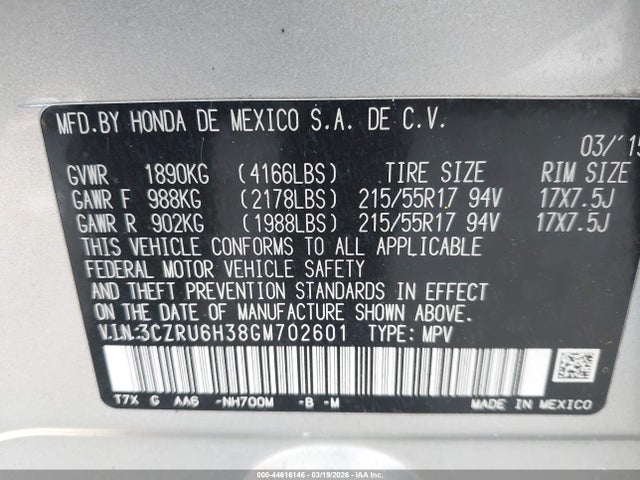 MFD.BY HONDA DE MEXICO S.A. DE C.V.
03/'15
GVWR 1890KG (4166LBS) TIRE SIZE RIM SIZE
GAWR F 988KG (2178LBS) 215/55R17 94V 17X7.5J
GAWR R 902KG (1988LBS) 215/55R17 94V 17X7.5J
THIS VEHICLE CONFORMS TO ALL APPLICABLE
FEDERAL MOTOR VEHICLE SAFETY
AND THEFT PREVENTION STANDARDS IN EFFECT
ON THE DATE OF MANUFACTURE SHOWN ABOVE.
V.I.N:3CZRU6H38GM702601 TYPE: MPV
T7X G AA6 -NH700M -B -M MADE IN MEXICO
000-44616146 - 03/19/2026 - IAA Inc.